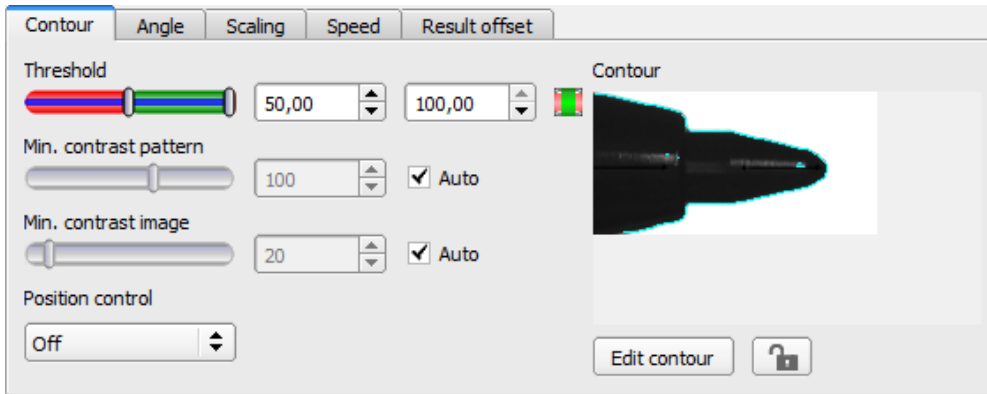 Contour Angle Scaling Speed Result offset
Threshold
50,00 100,00
Min. contrast pattern
100 Auto
Min. contrast image
20 Auto
Position control
Off
Contour
Edit contour